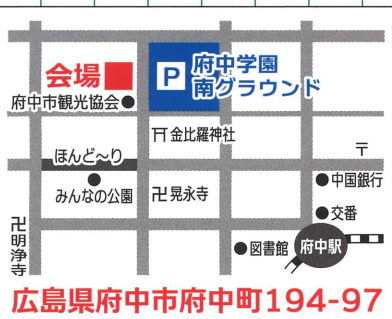 会場
P
府中学園
南グラウンド
府中市観光協会
金比羅神社
〒
ほんど〜り
みんなの公園
卍晃永寺
中国銀行
交番
卍明浄寺
図書館
府中駅
広島県府中市府中町194-97